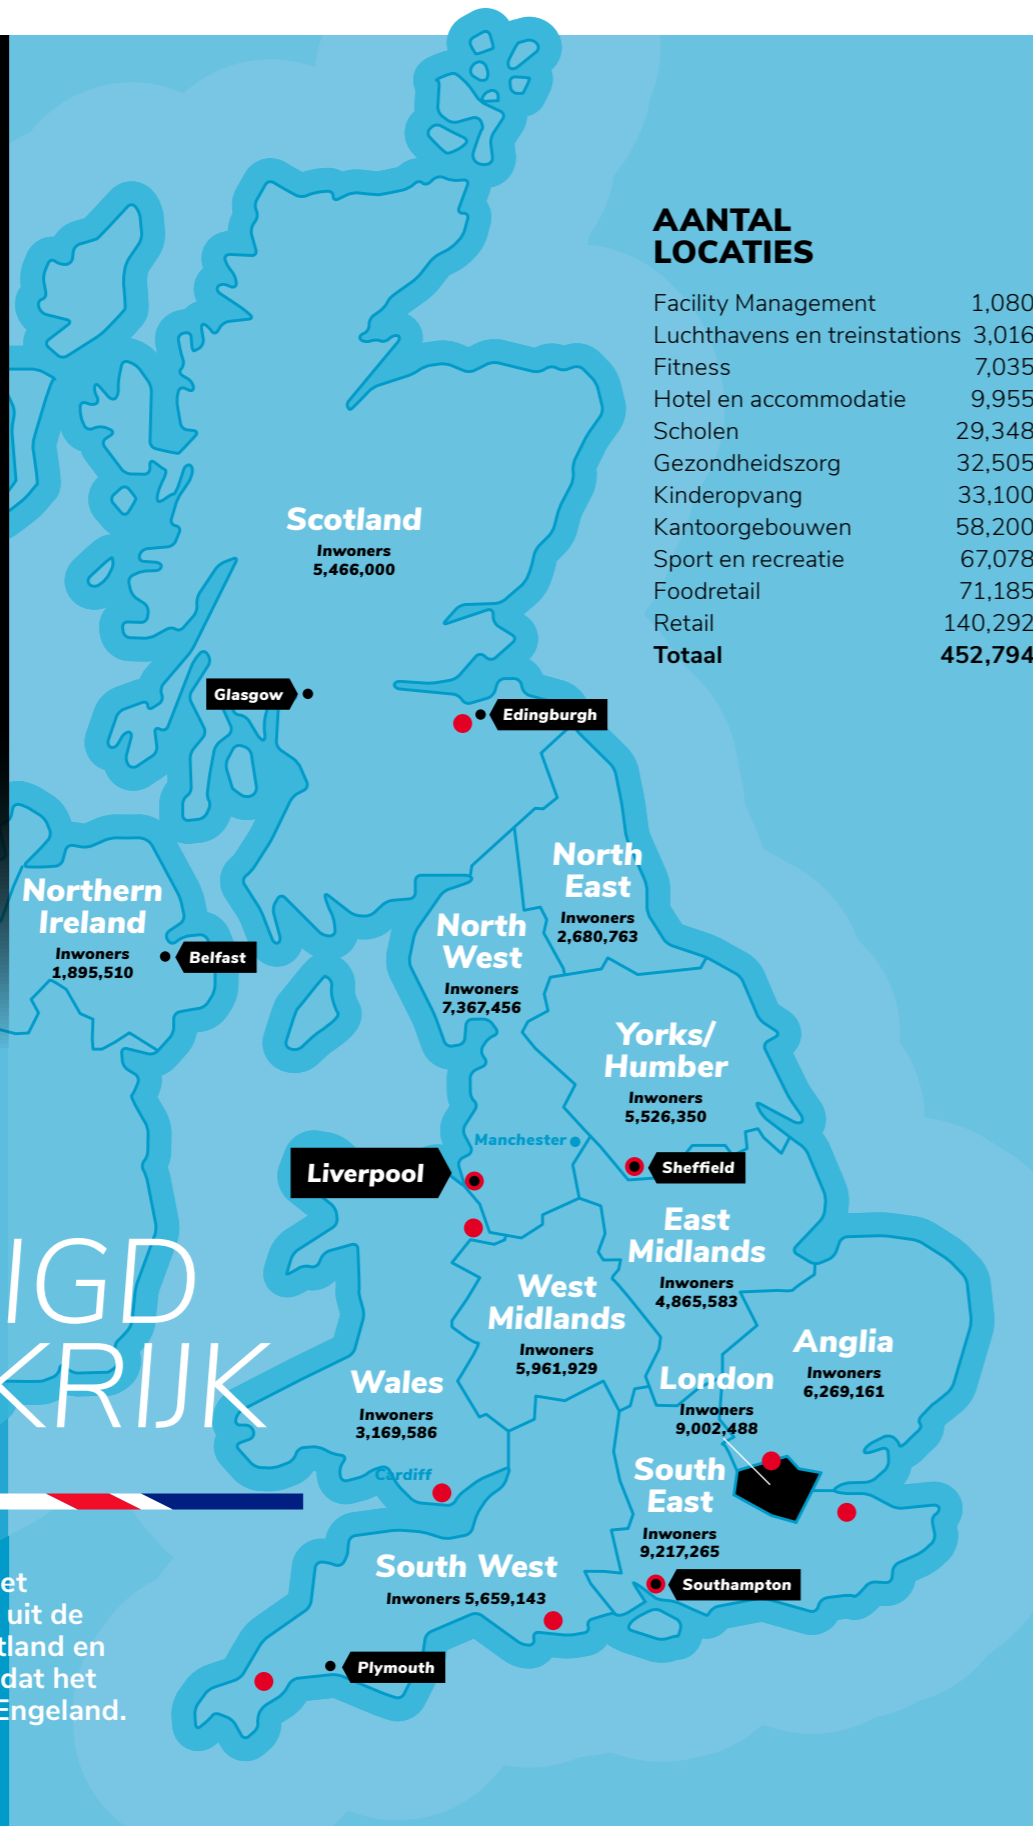 AANTAL
LOCATIES
Facility Management 1,080
Luchthavens en treinstations 3,016
Fitness 7,035
Hotel en accommodatie 9,955
Scholen 29,348
Gezondheidszorg 32,505
Kinderopvang 33,100
Kantoorgebouwen 58,200
Sport en recreatie 67,078
Foodretail 71,185
Retail 140,292
Totaal 452,794
Scotland
Inwoners
5,466,000
Glasgow
Edingburgh
North
East
Inwoners
2,680,763
Northern
Ireland
Inwoners
1,895,510
Belfast
North
West
Inwoners
7,367,456
Yorks/
Humber
Inwoners
5,526,350
Manchester
Liverpool
Sheffield
East
Midlands
Inwoners
4,865,583
West
Midlands
Inwoners
5,961,929
Anglia
Inwoners
6,269,161
London
Inwoners
9,002,488
Wales
Inwoners
3,169,586
Cardiff
South
East
Inwoners
9,217,265
South West
Inwoners 5,659,143
Southampton
Plymouth
IGD
KRIJK
et
uit de
tland en
dat het
Engeland.